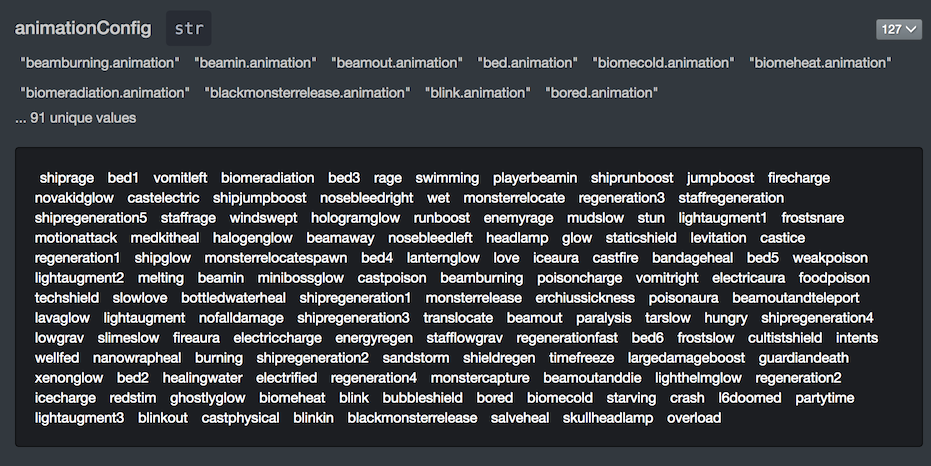 animationConfig str 127
"beamburning.animation" "beamin.animation" "beamout.animation" "bed.animation" "biomecold.animation" "biomeheat.animation"
"biomeradiation.animation" "blackmonsterrelease.animation" "blink.animation" "bored.animation"
... 91 unique values
shiprage bed1 vomitleft biomeradiation bed3 rage swimming playerbeamin shiprunboost jumpboost firecharge
novakidglow castelectric shipjumpboost nosebleedright wet monsterrelocate regeneration3 staffregeneration
shipregeneration5 staffrage windswept hologramglow runboost enemyrage mudslow stun lightaugment1 frostsnare
motionattack medkitheal halogenglow beamaway nosebleedleft headlamp glow staticshield levitation castice
regeneration1 shipglow monsterrelocatespawn bed4 lanternglow love iceaura castfire bandageheal bed5 weakpoison
lightaugment2 melting beamin minibossglow castpoison beamburning poisoncharge vomitright electricaura foodpoison
techshield slowlove bottledwaterheal shipregeneration1 monsterrelease erchiussickness poisonaura beamoutandteleport
lavaglow lightaugment nofalldamage shipregeneration3 translocate beamout paralysis tarslow hungry shipregeneration4
lowgrav slimeslow fireaura electriccharge energyregen stafflowgrav regenerationfast bed6 frostslow cultistshield intents
wellfed nanowrapheal burning shipregeneration2 sandstorm shieldregen timefreeze largedamageboost guardiandeath
xenonglow bed2 healingwater electrified regeneration4 monstercapture beamoutanddie lighthelmglow regeneration2
icecharge redstim ghostlyglow biomeheat blink bubbleshield bored biomecold starving crash l6doomed partytime
lightaugment3 blinkout castphysical blinkin blackmonsterrelease salveheal skullheadlamp overload